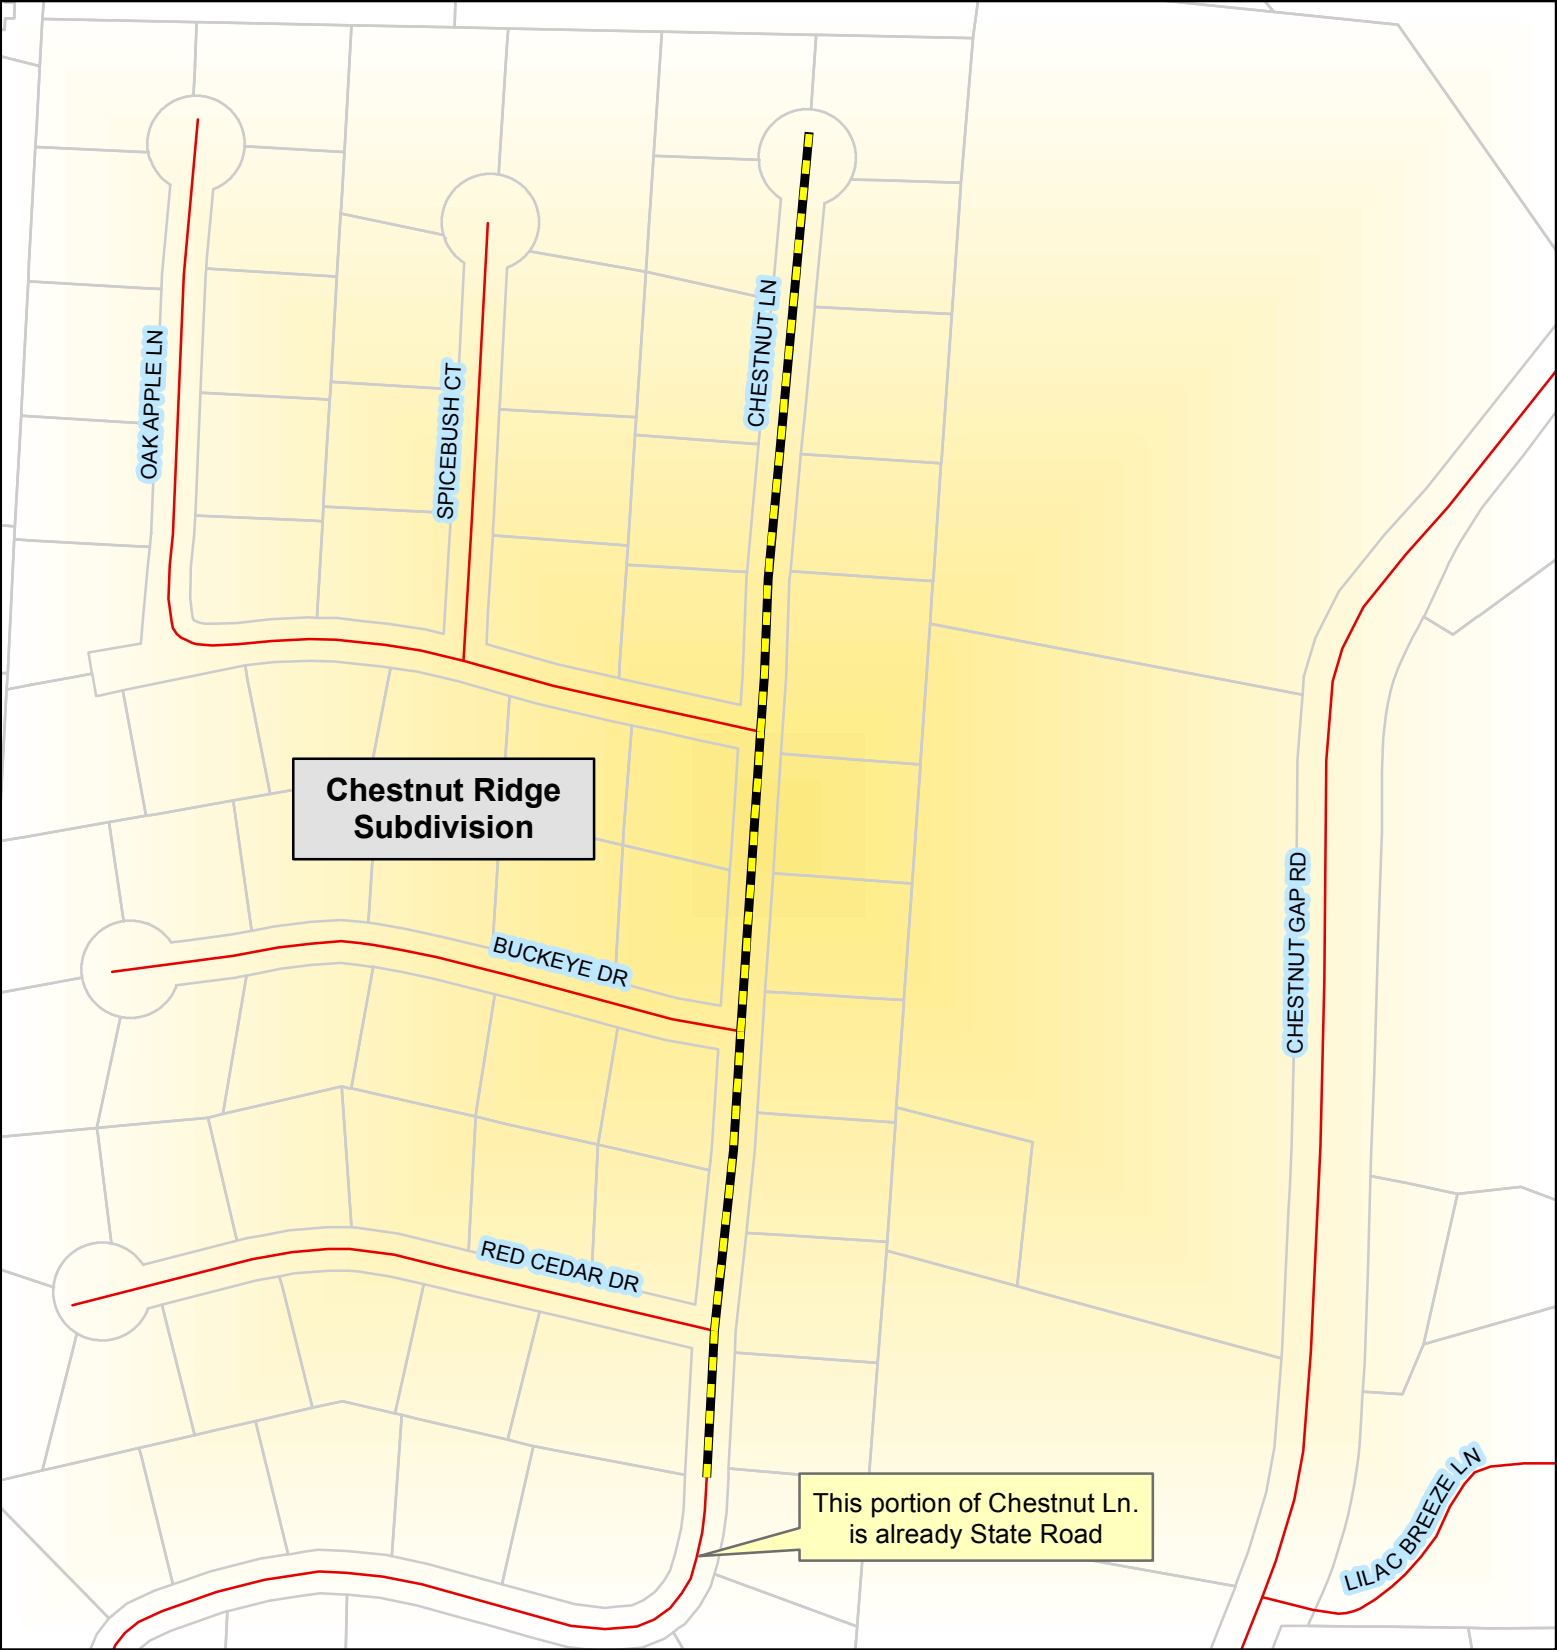 CHESTNUT LN
OAK APPLE LN
SPICEBUSH CT
Chestnut Ridge
Subdivision
CHESTNUT GAP RD
BUCKEYE DR
RED CEDAR DR
This portion of Chestnut Ln.
is already State Road
LILAC BREEZE LN